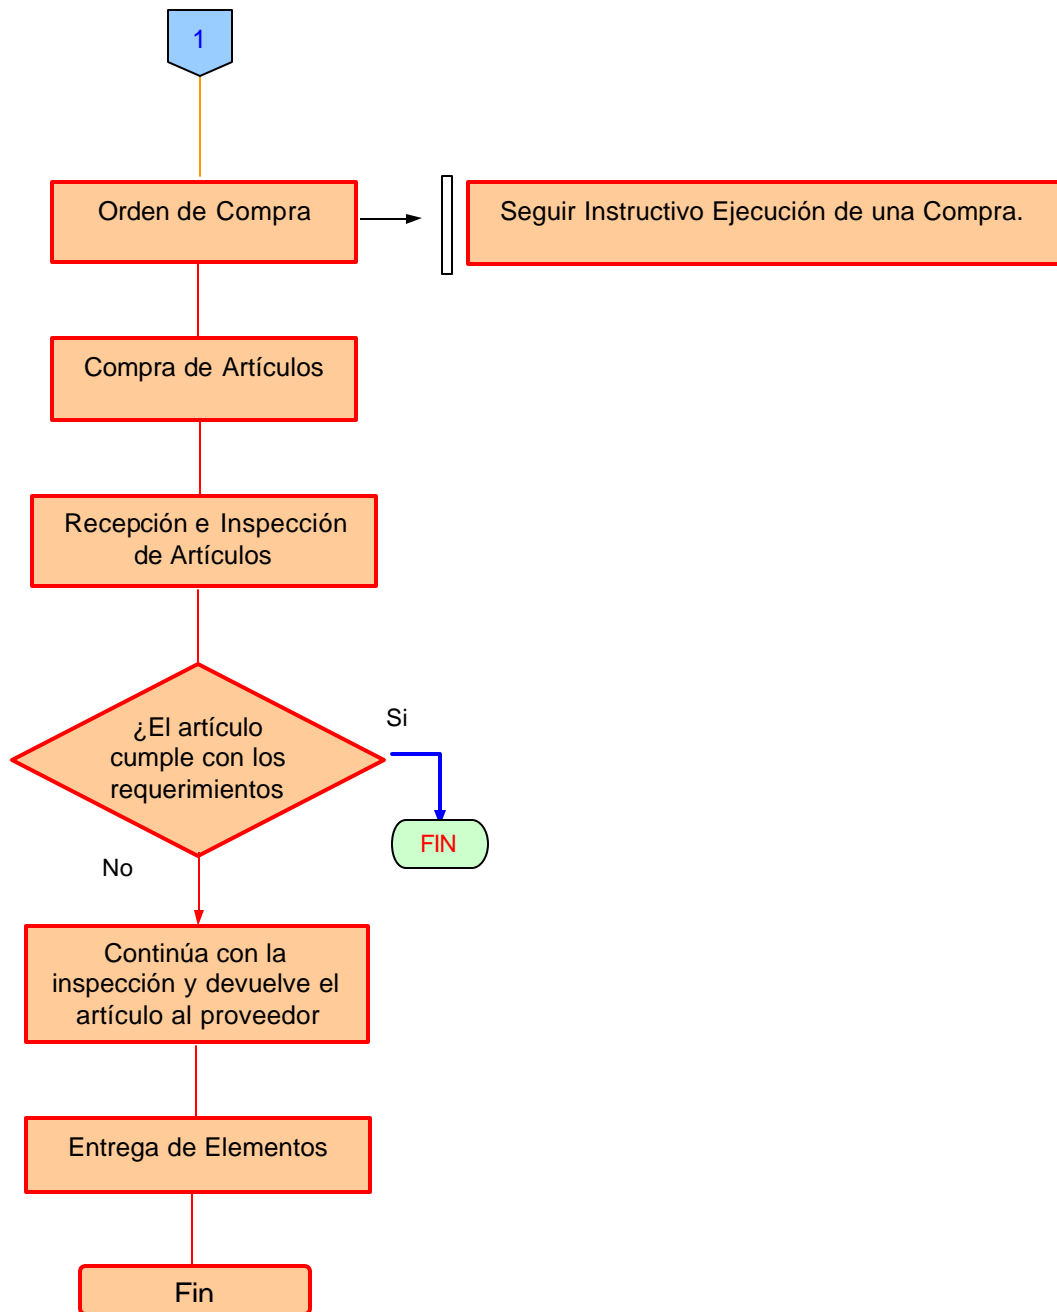 1
Orden de Compra
Seguir Instructivo Ejecución de una Compra.
Compra de Artículos
Recepción e Inspección
de Artículos
¿El artículo
cumple con los
requerimientos
Si
FIN
No
Continúa con la
inspección y devuelve el
artículo al proveedor
Entrega de Elementos
Fin